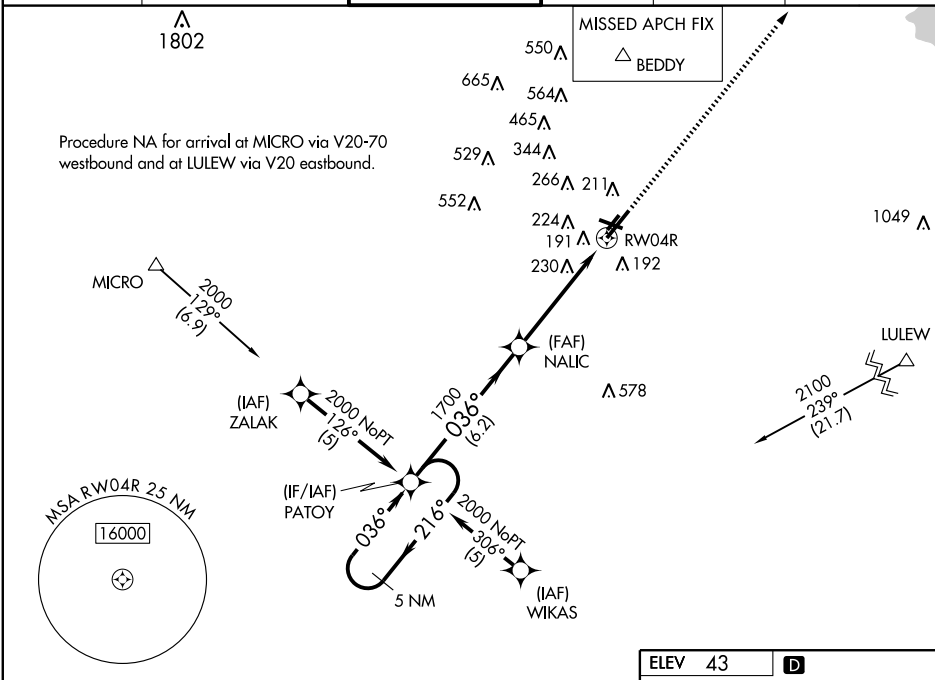 1802
MISSED APCH FIX
BEDDY
550
665
564
465
529
344
266
211
552
224
191
RW04R
230
192
1049
Procedure NA for arrival at MICRO via V20-70
westbound and at LULEW via V20 eastbound.
MICRO
2000
129°
(6.9)
(FAF)
NALIC
LULEW
2100
239°
(21.7)
578
(IAF)
ZALAK
2000 NoPT
126°
(5)
1700
036°
(6.2)
(IF/IAF)
PATOY
036°
216°
5 NM
2000 NoPT
306°
(5)
(IAF)
WIKAS
MSA RW04R 25 NM
16000
ELEV 43
D